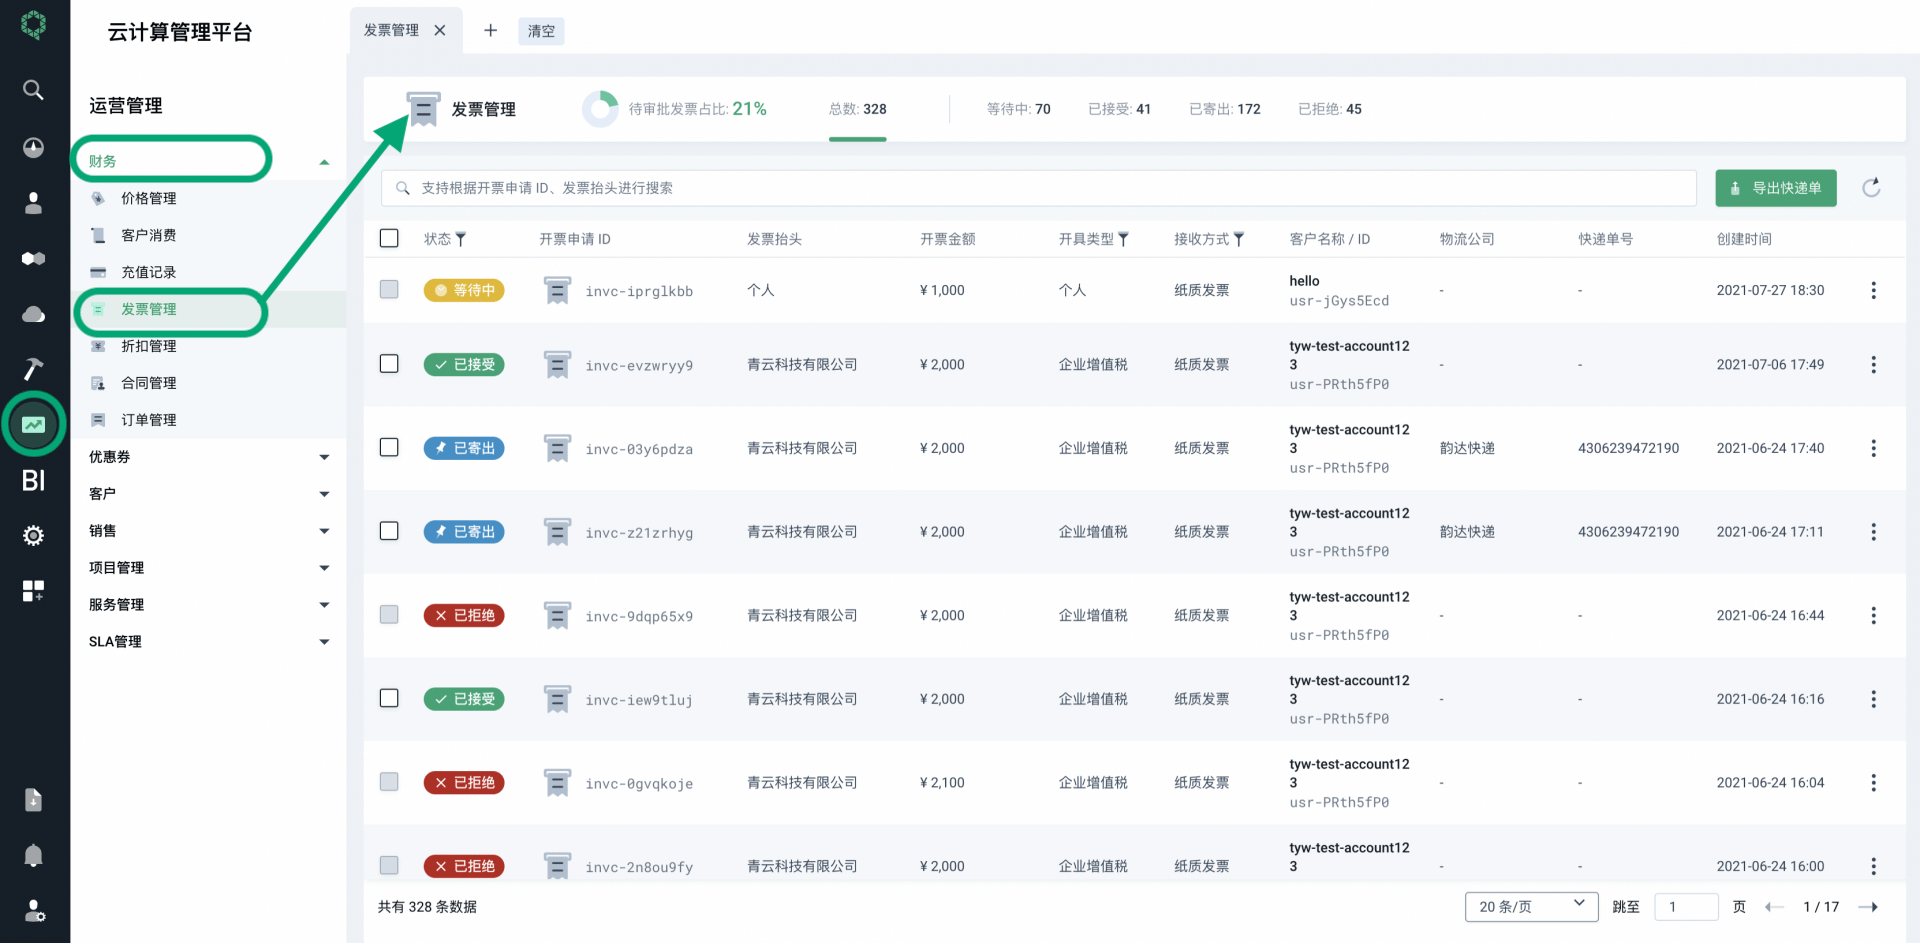 云计算管理平台
发票管理
清空
运营管理
财务
价格管理
客户消费
充值记录
发票管理
折扣管理
合同管理
订单管理
优惠券
客户
销售
项目管理
服务管理
SLA管理
BI
发票管理
待审批发票占比: 21%
总数: 328
等待中: 70
已接受: 41
已寄出: 172
已拒绝: 45
支持根据开票申请 ID、发票抬头进行搜索
导出快递单
状态 开票申请 ID 发票抬头 开票金额 开具类型 接收方式 客户名称 / ID 物流公司 快递单号 创建时间
等待中 invc-iprglkbb 个人 ¥ 1,000 个人 纸质发票 hello - - 2021-07-27 18:30
usr-jGys5Ecd
已接受 invc-evzwryy9 青云科技有限公司 ¥ 2,000 企业增值税 纸质发票 tyw-test-account12 - - 2021-07-06 17:49
3
usr-PRth5fP0
已寄出 invc-03y6pdza 青云科技有限公司 ¥ 2,000 企业增值税 纸质发票 tyw-test-account12 韵达快递 4306239472190 2021-06-24 17:40
3
usr-PRth5fP0
已寄出 invc-z21zrhyg 青云科技有限公司 ¥ 2,000 企业增值税 纸质发票 tyw-test-account12 韵达快递 4306239472190 2021-06-24 17:11
3
usr-PRth5fP0
已拒绝 invc-9dqp65x9 青云科技有限公司 ¥ 2,000 企业增值税 纸质发票 tyw-test-account12 - - 2021-06-24 16:44
3
usr-PRth5fP0
已接受 invc-iew9tluj 青云科技有限公司 ¥ 2,000 企业增值税 纸质发票 tyw-test-account12 - - 2021-06-24 16:16
3
usr-PRth5fP0
已拒绝 invc-0gvqkoje 青云科技有限公司 ¥ 2,100 企业增值税 纸质发票 tyw-test-account12 - - 2021-06-24 16:04
3
usr-PRth5fP0
已拒绝 invc-2n8ou9fy 青云科技有限公司 ¥ 2,000 企业增值税 纸质发票 tyw-test-account12 - - 2021-06-24 16:00
3
共有 328 条数据
20 条/页 跳至 1 页 1 / 17